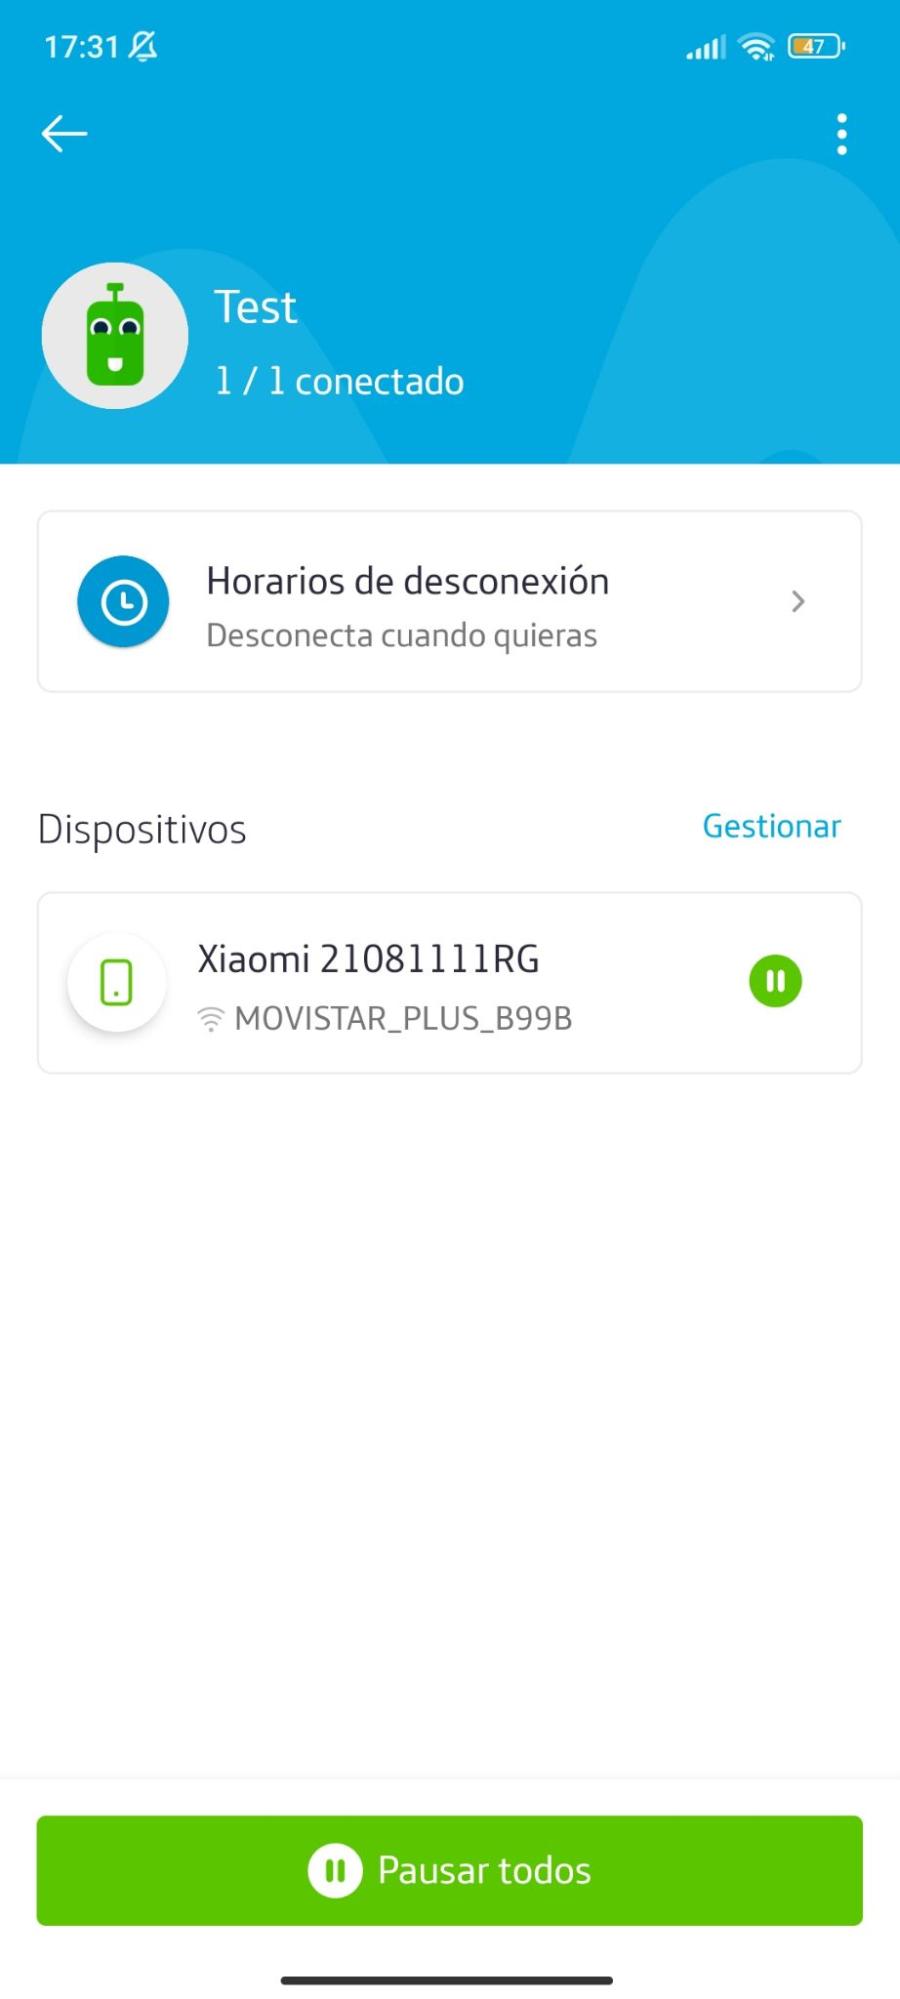 17:31
47
Test
1 / 1 conectado
Horarios de desconexión
Desconecta cuando quieras
Dispositivos
Gestionar
Xiaomi 21081111RG
MOVISTAR_PLUS_B99B
Pausar todos